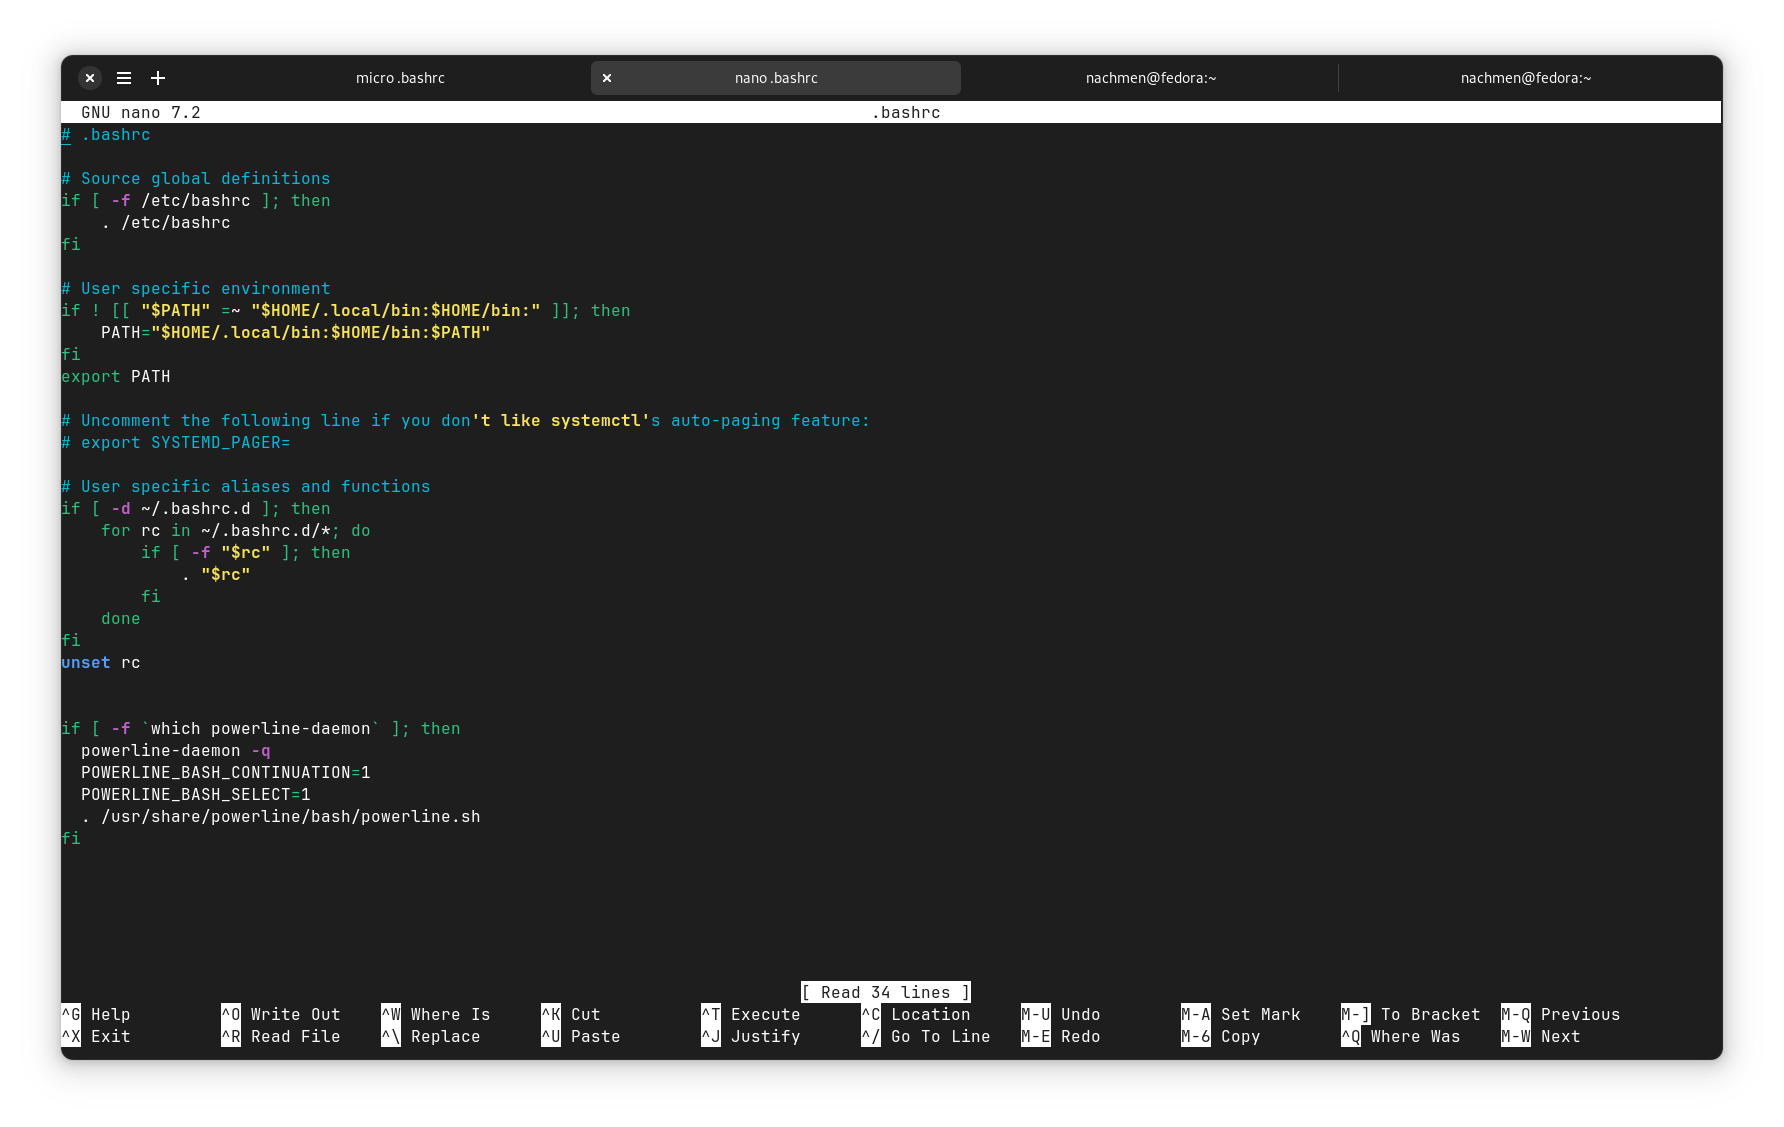 micro .bashrc nano .bashrc nachmen@fedora:~ nachmen@fedora:~
GNU nano 7.2 .bashrc
# .bashrc

# Source global definitions
if [ -f /etc/bashrc ]; then
    . /etc/bashrc
fi

# User specific environment
if ! [[ "$PATH" =~ "$HOME/.local/bin:$HOME/bin:" ]]; then
    PATH="$HOME/.local/bin:$HOME/bin:$PATH"
fi
export PATH

# Uncomment the following line if you don't like systemctl's auto-paging feature:
# export SYSTEMD_PAGER=

# User specific aliases and functions
if [ -d ~/.bashrc.d ]; then
    for rc in ~/.bashrc.d/*; do
        if [ -f "$rc" ]; then
            . "$rc"
        fi
    done
fi
unset rc


if [ -f `which powerline-daemon` ]; then
  powerline-daemon -q
  POWERLINE_BASH_CONTINUATION=1
  POWERLINE_BASH_SELECT=1
  . /usr/share/powerline/bash/powerline.sh
fi

[ Read 34 lines ]
^G Help ^O Write Out ^W Where Is ^K Cut ^T Execute ^C Location M-U Undo M-A Set Mark M-] To Bracket M-Q Previous
^X Exit ^R Read File ^\ Replace ^U Paste ^J Justify ^/ Go To Line M-E Redo M-6 Copy ^Q Where Was M-W Next